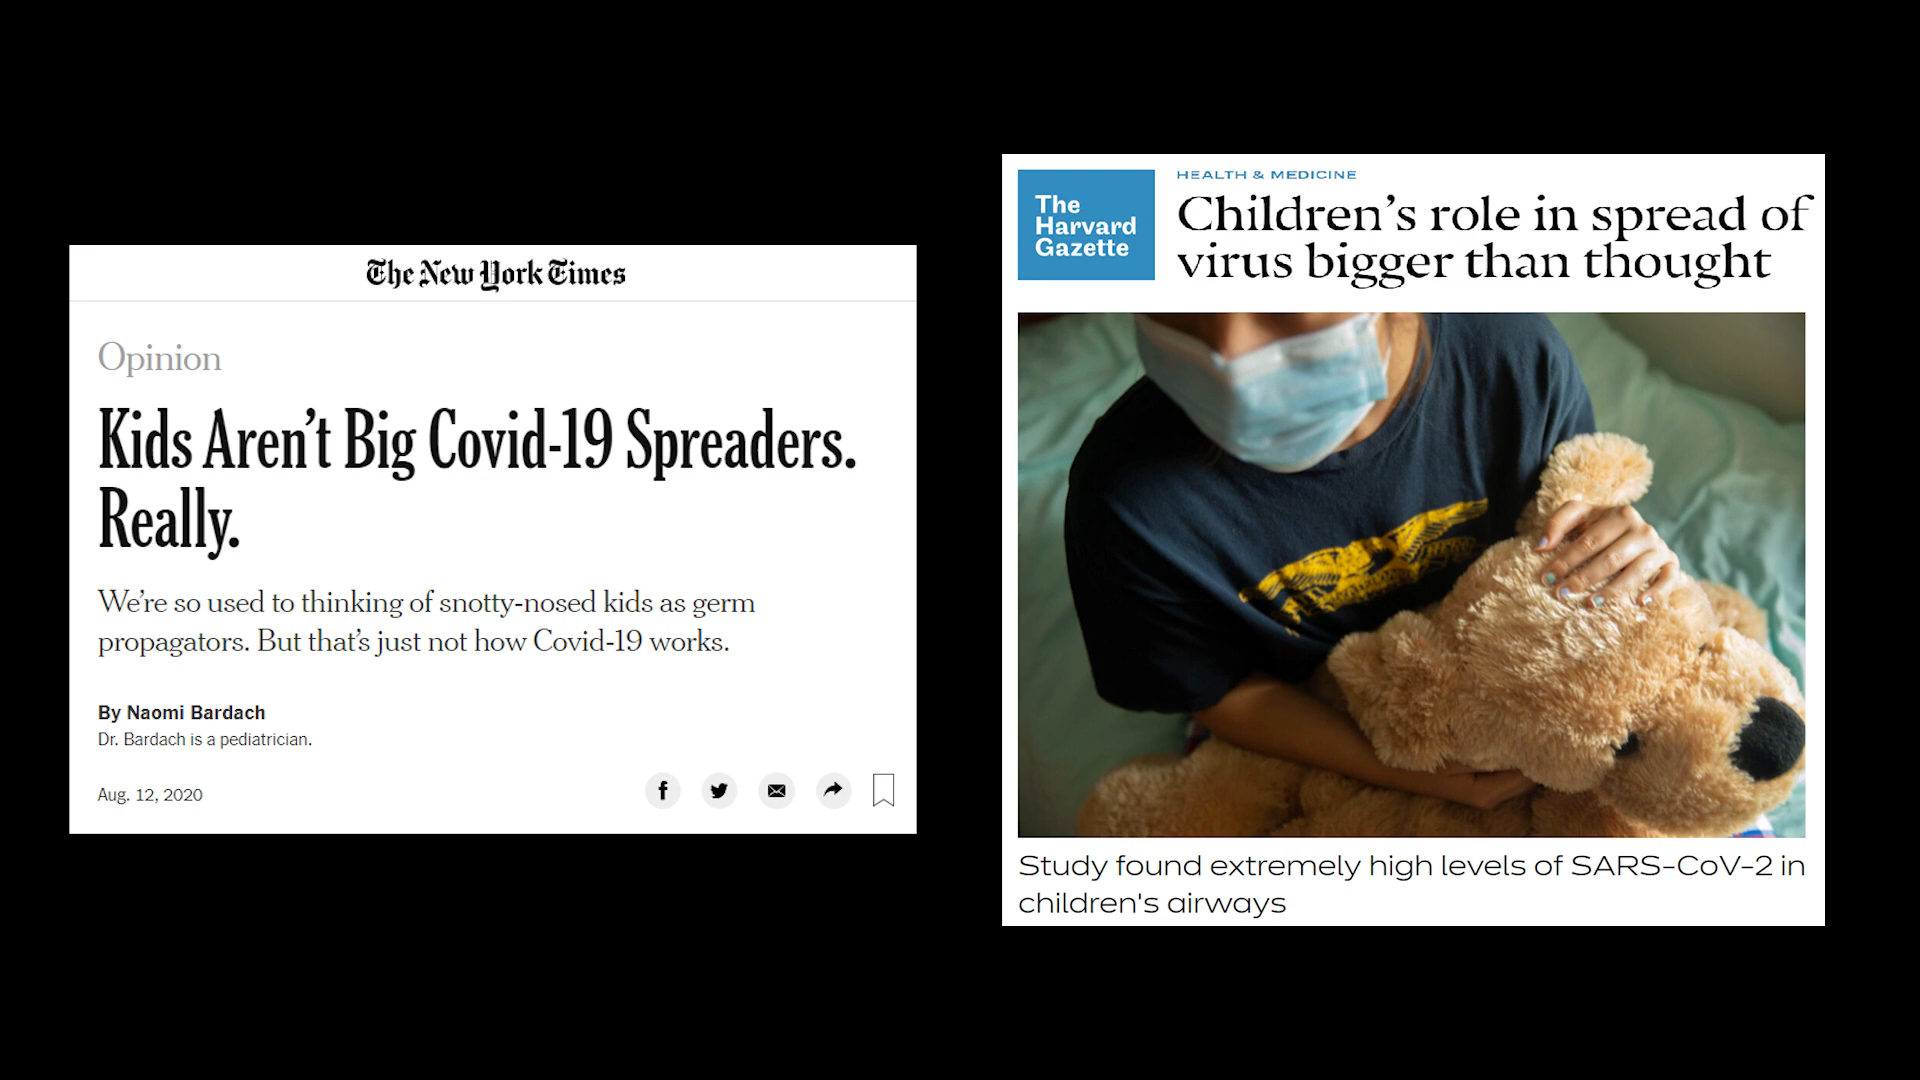 The New York Times
Opinion
Kids Aren't Big Covid-19 Spreaders.
Really.
We're so used to thinking of snotty-nosed kids as germ
propagators. But that's just not how Covid-19 works.
By Naomi Bardach
Dr. Bardach is a pediatrician.
Aug. 12, 2020
The
Harvard
Gazette
HEALTH & MEDICINE
Children's role in spread of
virus bigger than thought
Study found extremely high levels of SARS-CoV-2 in
children's airways